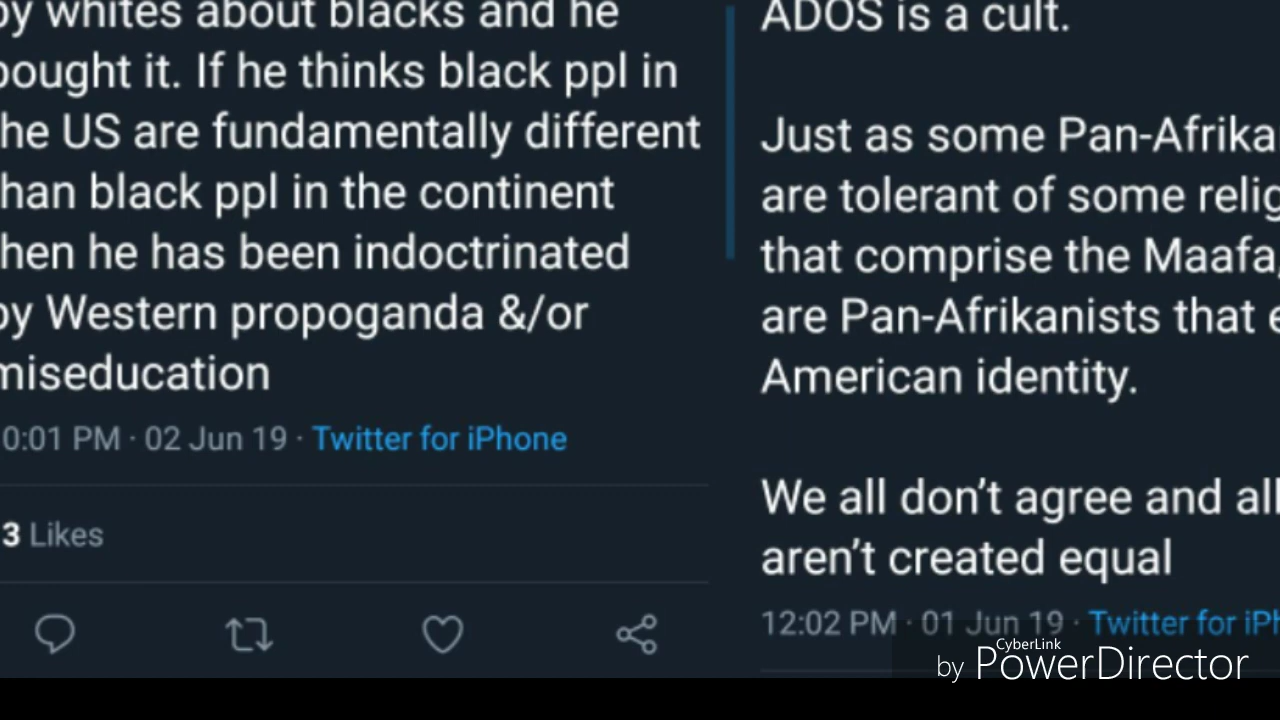 by whites about blacks and he
bought it. If he thinks black ppl in
the US are fundamentally different
than black ppl in the continent
then he has been indoctrinated
by Western propoganda &/or
miseducation
0:01 PM · 02 Jun 19 · Twitter for iPhone
3 Likes
ADOS is a cult.
Just as some Pan-Afrika
are tolerant of some relig
that comprise the Maafa,
are Pan-Afrikanists that e
American identity.
We all don't agree and all
aren't created equal
12:02 PM · 01 Jun 19 · Twitter for iPh
CyberLink
by PowerDirector